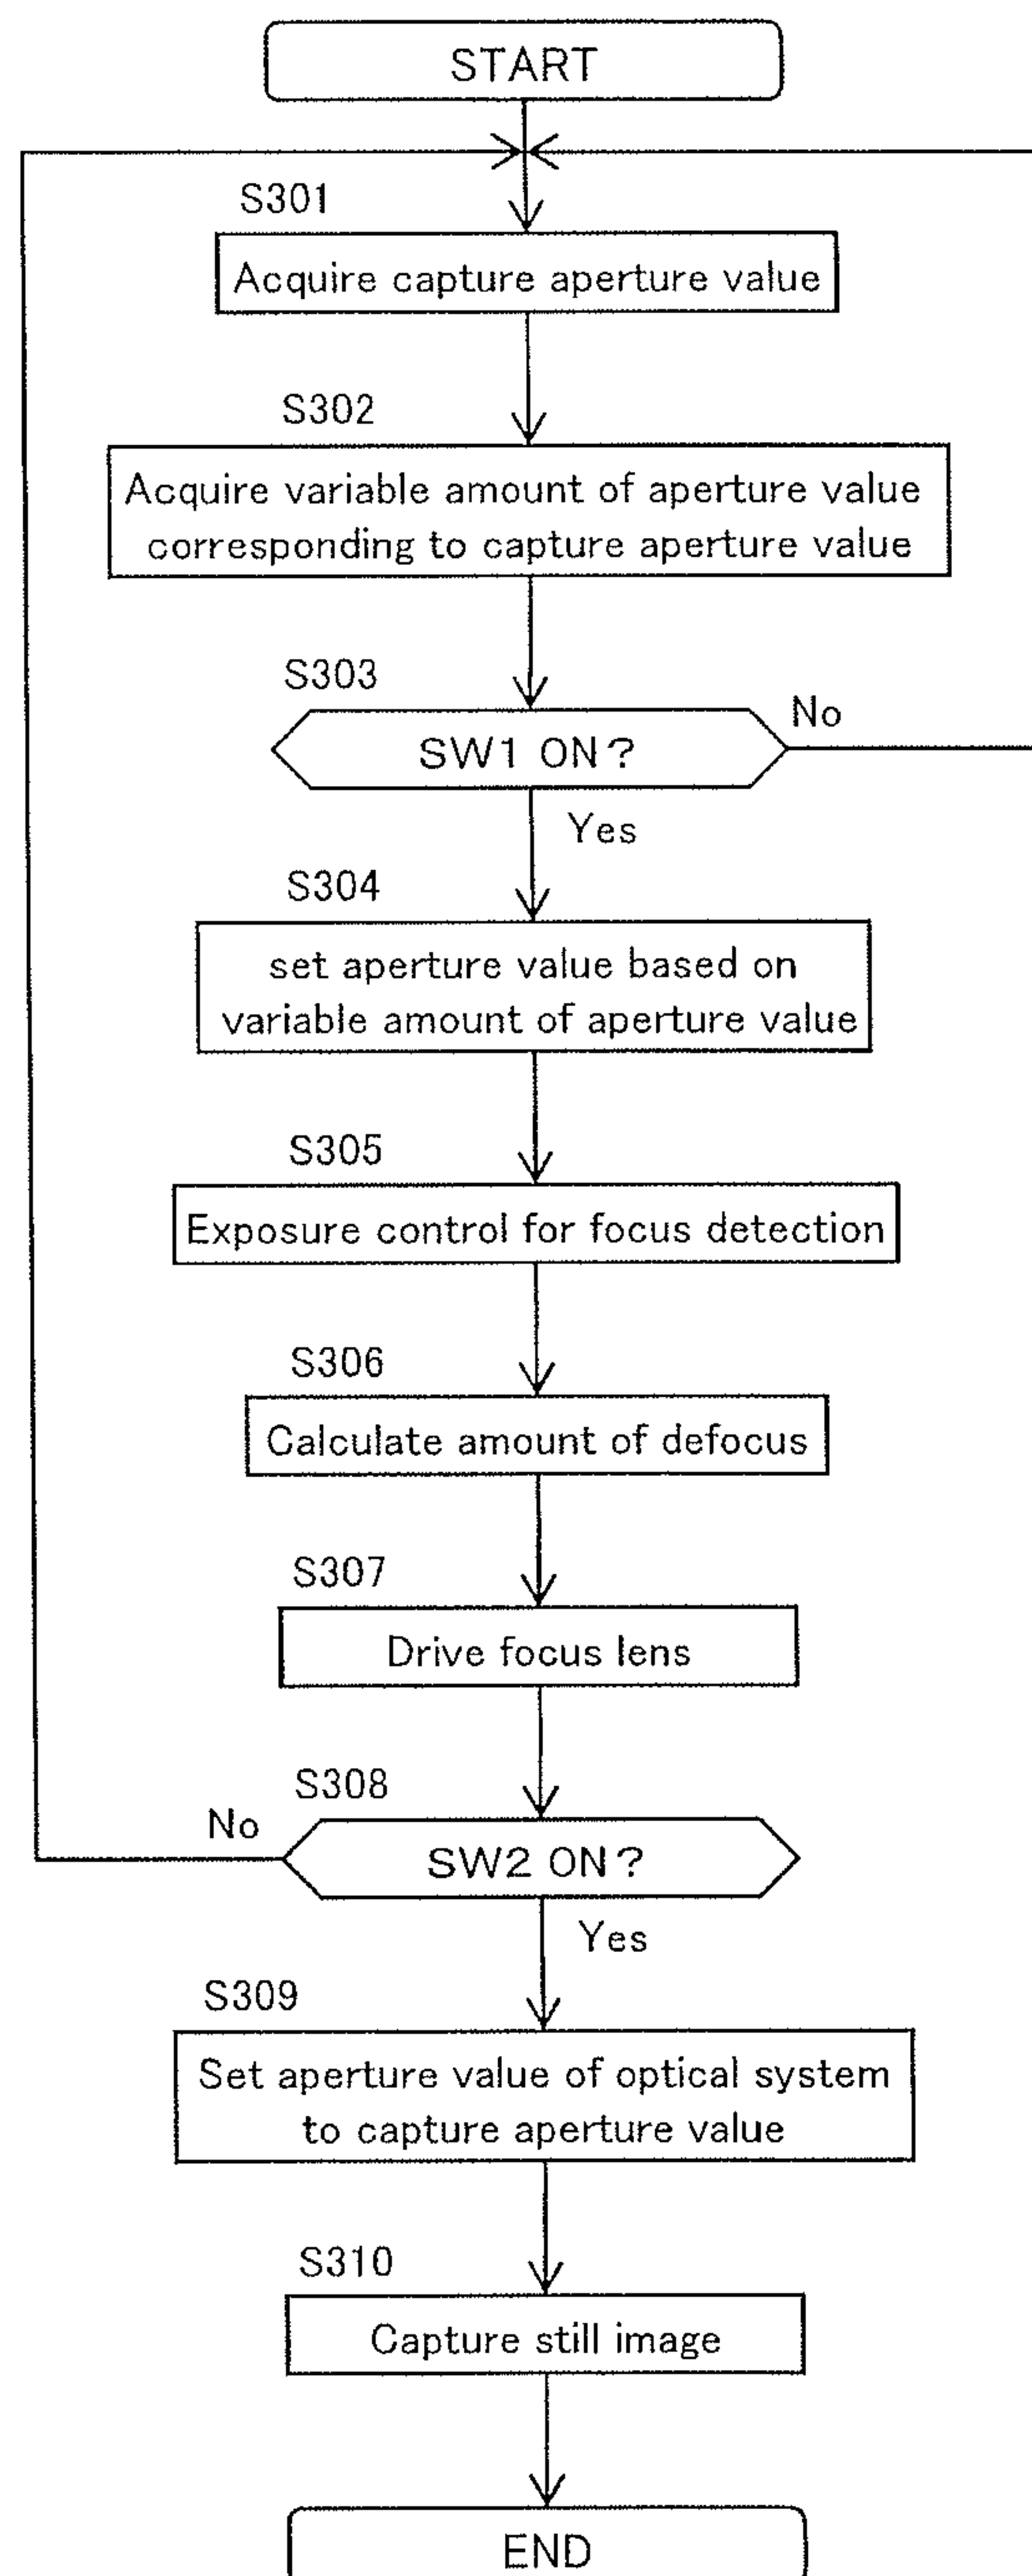 START
S301
Acquire capture aperture value
S302
Acquire variable amount of aperture value
corresponding to capture aperture value
S303
SW1 ON?
No
Yes
S304
set aperture value based on
variable amount of aperture value
S305
Exposure control for focus detection
S306
Calculate amount of defocus
S307
Drive focus lens
S308
No
SW2 ON?
Yes
S309
Set aperture value of optical system
to capture aperture value
S310
Capture still image
END